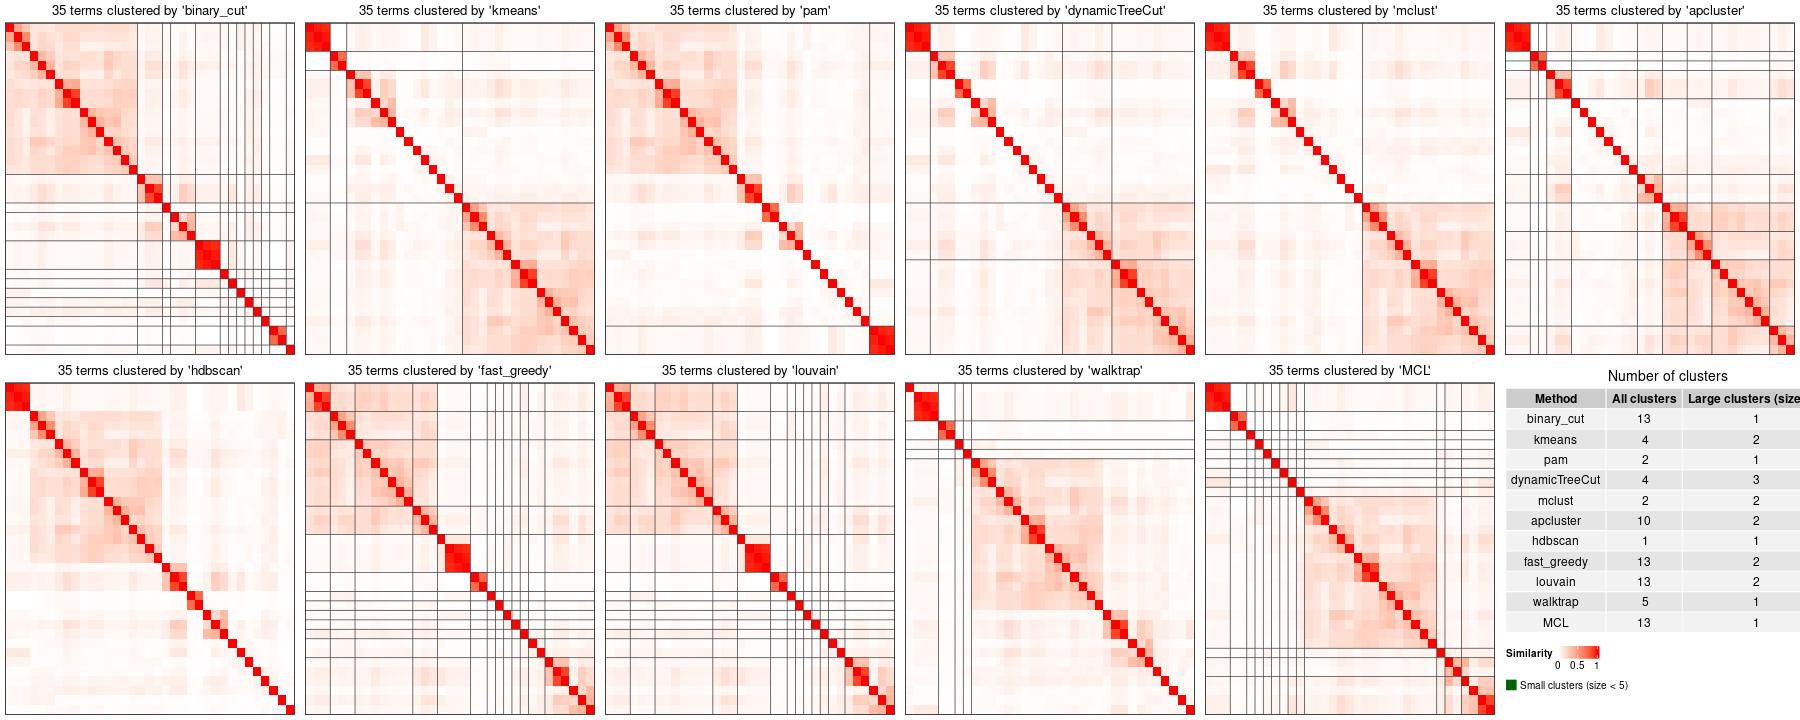 35 terms clustered by 'binary_cut'
35 terms clustered by 'kmeans'
35 terms clustered by 'pam'
35 terms clustered by 'dynamicTreeCut'
35 terms clustered by 'mclust'
35 terms clustered by 'apcluster'
35 terms clustered by 'hdbscan'
35 terms clustered by 'fast_greedy'
35 terms clustered by 'louvain'
35 terms clustered by 'walktrap'
35 terms clustered by 'MCL'
Number of clusters
Method All clusters Large clusters (size
binary_cut 13 1
kmeans 4 2
pam 2 1
dynamicTreeCut 4 3
mclust 2 2
apcluster 10 2
hdbscan 1 1
fast_greedy 13 2
louvain 13 2
walktrap 5 1
MCL 13 1
Similarity
0 0.5 1
Small clusters (size < 5)